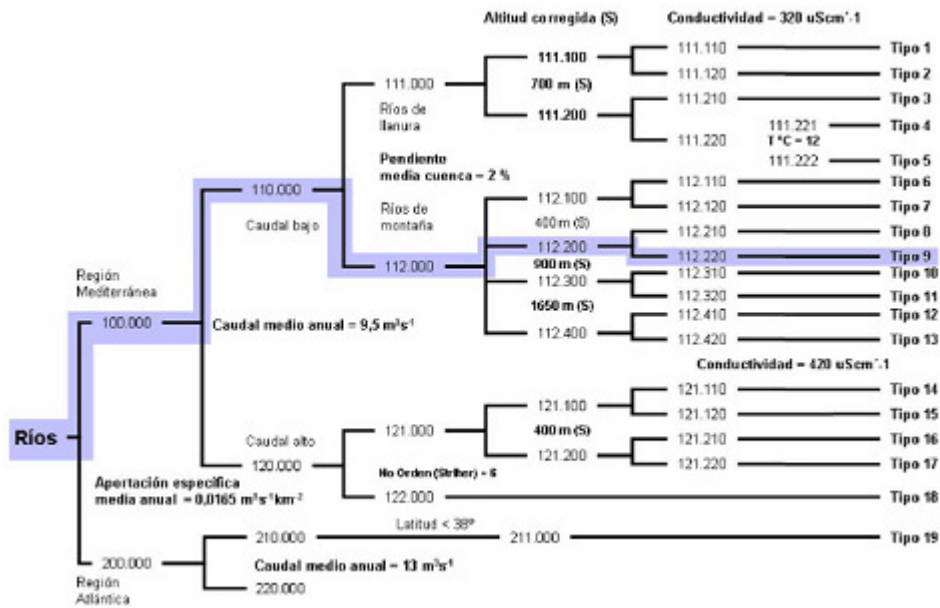 Altitud corregida (S) Conductividad = 320 uScm´-1
111.110 Tipo 1
111.100
111.120 Tipo 2
111.000 700 m (S)
111.210 Tipo 3
Ríos de
llanura
111.200
111.221 Tipo 4
111.220 T ªC = 12
111.222 Tipo 5
Pendiente
media cuenca = 2 %
112.110 Tipo 6
110.000
112.100
112.120 Tipo 7
Ríos de
montaña
400 m (S)
Caudal bajo
112.210 Tipo 8
112.200
112.220 Tipo 9
112.000
900 m (S)
112.310 Tipo 10
112.300
112.320 Tipo 11
Región
Mediterránea
1650 m (S)
112.410 Tipo 12
100.000 Caudal medio anual = 9,5 m³s⁻¹
112.400
112.420 Tipo 13
Conductividad = 420 uScm´-1
121.110 Tipo 14
121.100
121.120 Tipo 15
121.000 400 m (S)
Ríos
Caudal alto
121.210 Tipo 16
121.200
121.220 Tipo 17
120.000
No Orden (Strlher) = 6
Aportación específica
media anual = 0,0165 m³s⁻¹km⁻²
122.000 Tipo 18
Latitud < 38º
210.000 211.000 Tipo 19
200.000 Caudal medio anual = 13 m³s⁻¹
Región
Atlántica
220.000